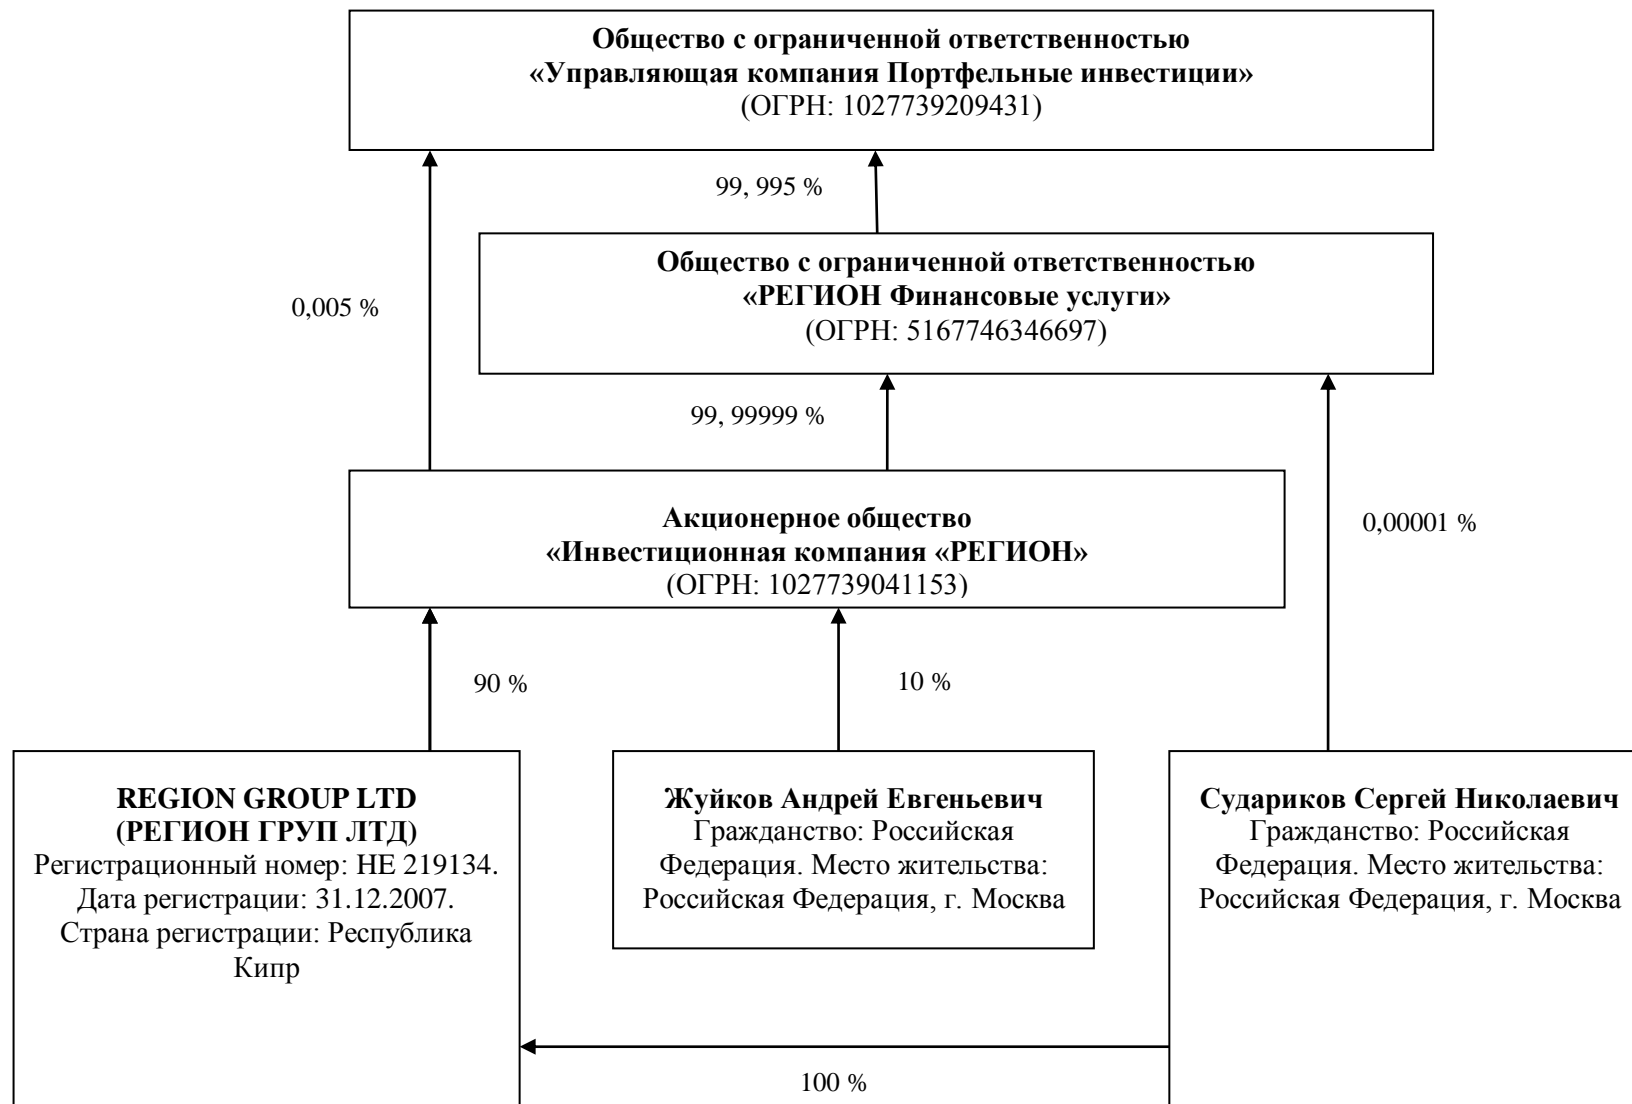 Общество с ограниченной ответственностью
«Управляющая компания Портфельные инвестиции»
(ОГРН: 1027739209431)
99, 995 %
Общество с ограниченной ответственностью
«РЕГИОН Финансовые услуги»
(ОГРН: 5167746346697)
0,005 %
99, 99999 %
Акционерное общество
«Инвестиционная компания «РЕГИОН»
(ОГРН: 1027739041153)
0,00001 %
90 %
10 %
REGION GROUP LTD
(РЕГИОН ГРУП ЛТД)
Регистрационный номер: НЕ 219134.
Дата регистрации: 31.12.2007.
Страна регистрации: Республика
Кипр
Жуйков Андрей Евгеньевич
Гражданство: Российская
Федерация. Место жительства:
Российская Федерация, г. Москва
Судариков Сергей Николаевич
Гражданство: Российская
Федерация. Место жительства:
Российская Федерация, г. Москва
100 %